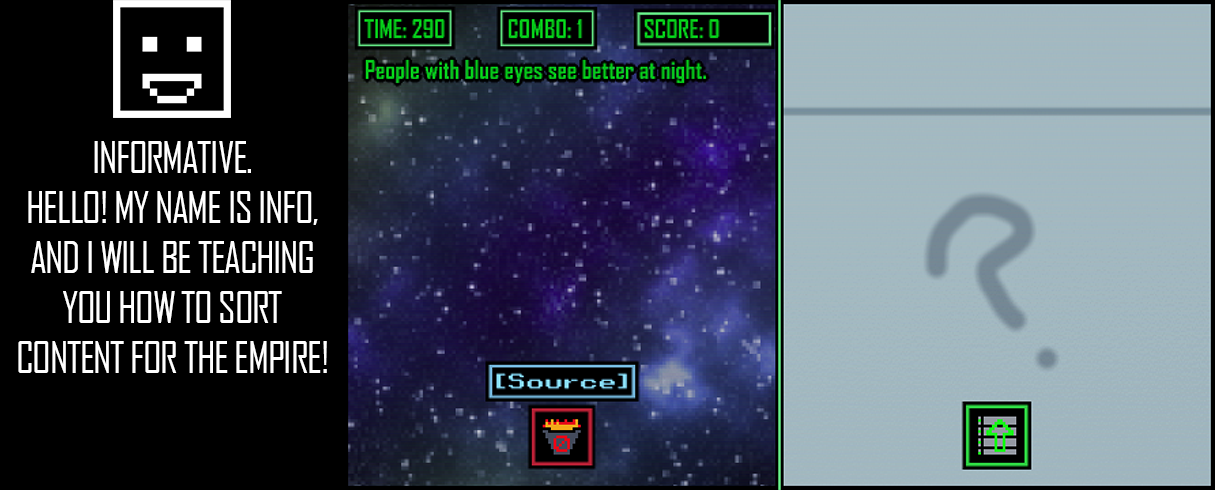 INFORMATIVE.
HELLO! MY NAME IS INFO,
AND I WILL BE TEACHING
YOU HOW TO SORT
CONTENT FOR THE EMPIRE!
TIME: 290
COMBO: 1
SCORE: 0
People with blue eyes see better at night.
[Source]
?